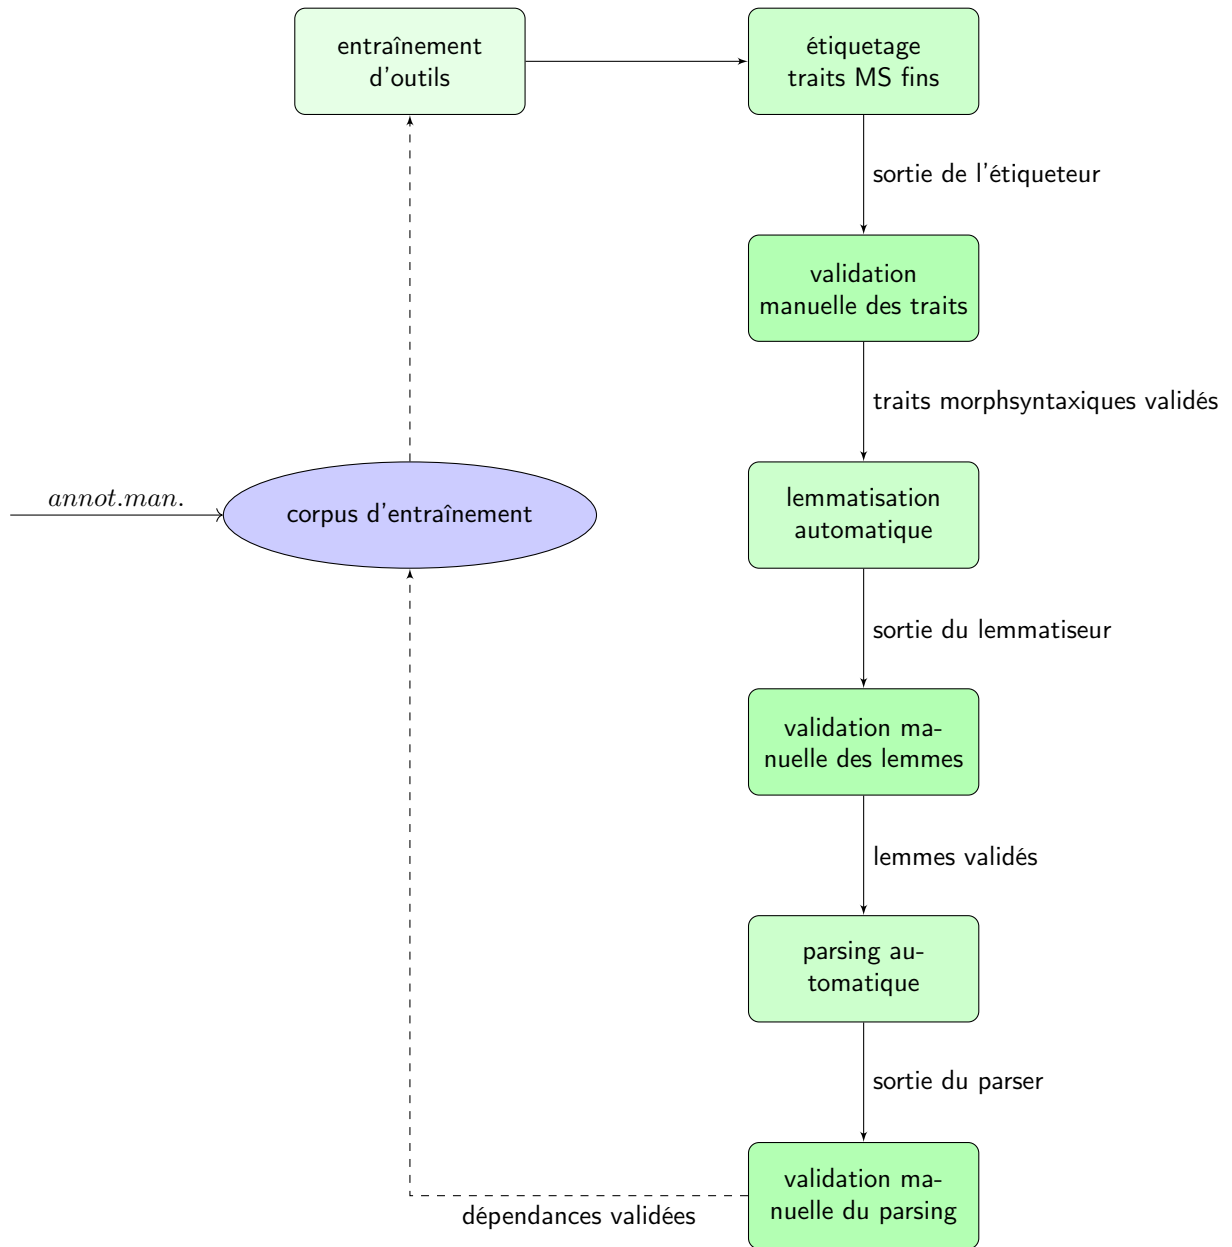 entraînement
d'outils
étiquetage
traits MS fins
sortie de l'étiqueteur
validation
manuelle des traits
traits morphsyntaxiques validés
annot.man.
corpus d'entraînement
lemmatisation
automatique
sortie du lemmatiseur
validation ma-
nuelle des lemmes
lemmes validés
parsing au-
tomatique
sortie du parser
validation ma-
nuelle du parsing
dépendances validées